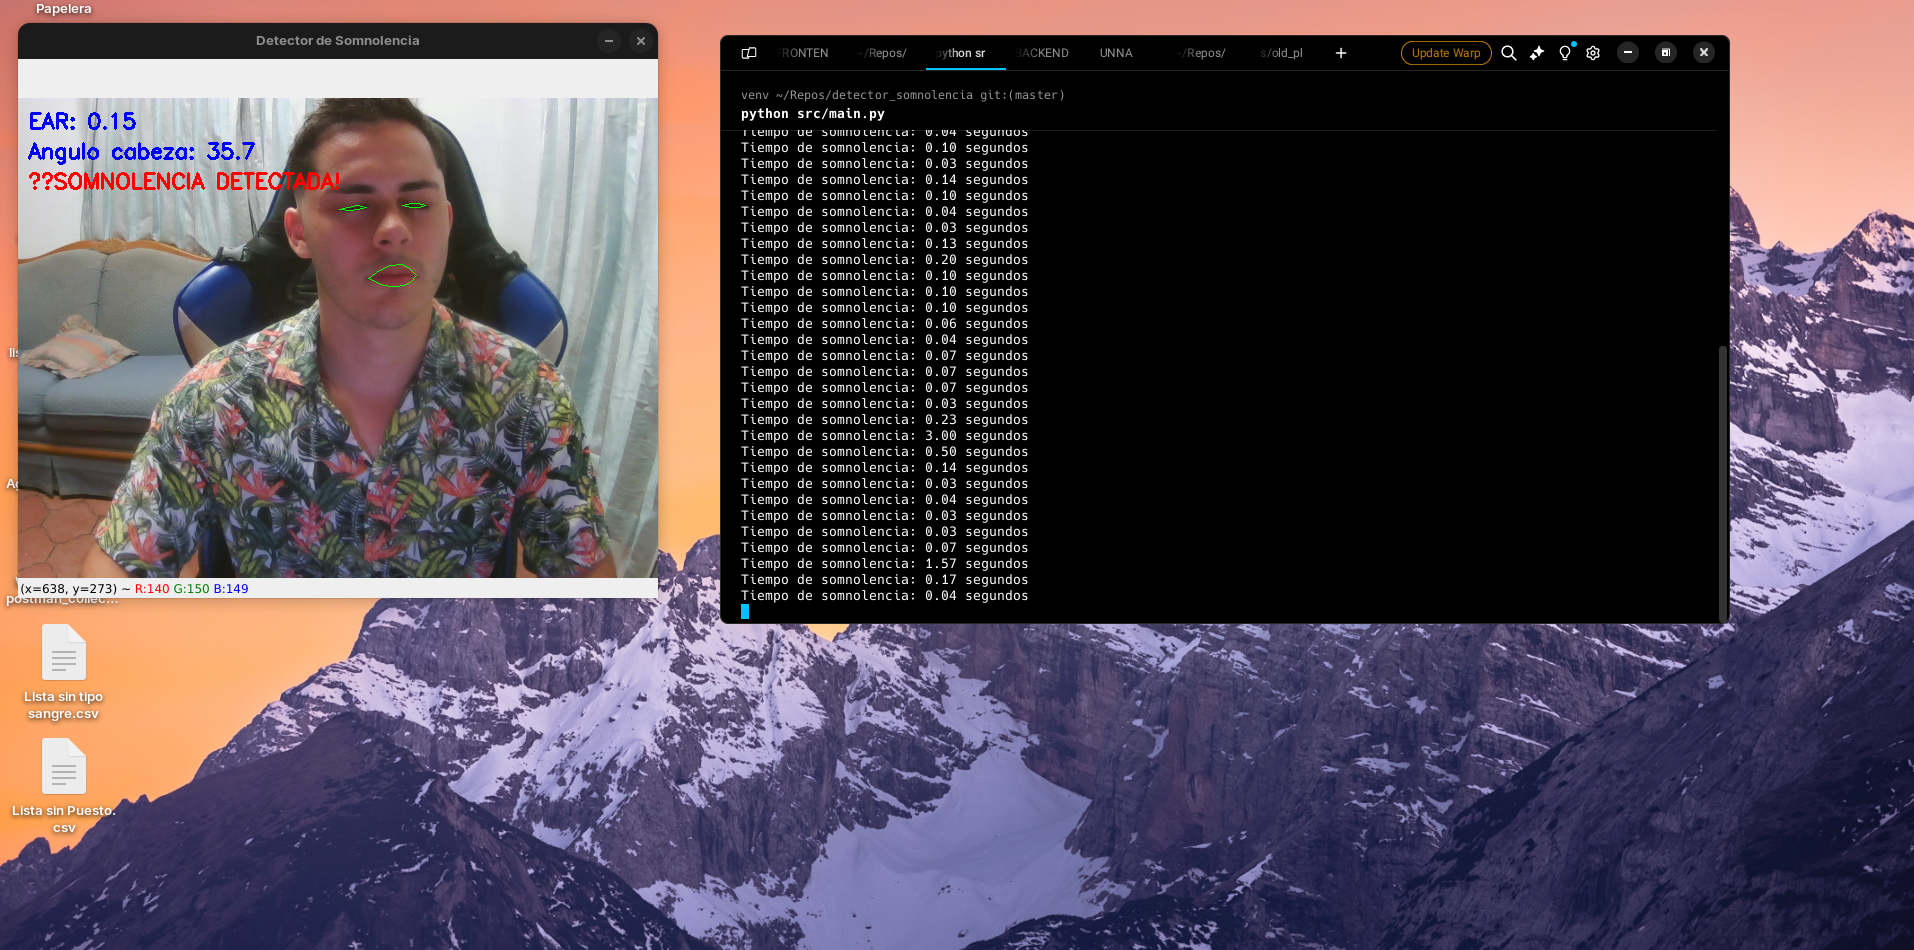 Papelera
Detector de Somnolencia
EAR: 0.15
Angulo cabeza: 35.7
??SOMNOLENCIA DETECTADA!
(x=638, y=273) ~ R:140 G:150 B:149
Lista sin tipo
sangre.csv
Lista sin Puesto.
csv
RONTEN
~/Repos/
python sr
ACKEND
UNNA
~/Repos/
s/old_pl
Update Warp
venv ~/Repos/detector_somnolencia git:(master)
python src/main.py
Tiempo de somnolencia: 0.04 segundos
Tiempo de somnolencia: 0.10 segundos
Tiempo de somnolencia: 0.03 segundos
Tiempo de somnolencia: 0.14 segundos
Tiempo de somnolencia: 0.10 segundos
Tiempo de somnolencia: 0.04 segundos
Tiempo de somnolencia: 0.03 segundos
Tiempo de somnolencia: 0.13 segundos
Tiempo de somnolencia: 0.20 segundos
Tiempo de somnolencia: 0.10 segundos
Tiempo de somnolencia: 0.10 segundos
Tiempo de somnolencia: 0.10 segundos
Tiempo de somnolencia: 0.06 segundos
Tiempo de somnolencia: 0.04 segundos
Tiempo de somnolencia: 0.07 segundos
Tiempo de somnolencia: 0.07 segundos
Tiempo de somnolencia: 0.07 segundos
Tiempo de somnolencia: 0.03 segundos
Tiempo de somnolencia: 0.23 segundos
Tiempo de somnolencia: 3.00 segundos
Tiempo de somnolencia: 0.50 segundos
Tiempo de somnolencia: 0.14 segundos
Tiempo de somnolencia: 0.03 segundos
Tiempo de somnolencia: 0.04 segundos
Tiempo de somnolencia: 0.03 segundos
Tiempo de somnolencia: 0.03 segundos
Tiempo de somnolencia: 0.07 segundos
Tiempo de somnolencia: 1.57 segundos
Tiempo de somnolencia: 0.17 segundos
Tiempo de somnolencia: 0.04 segundos